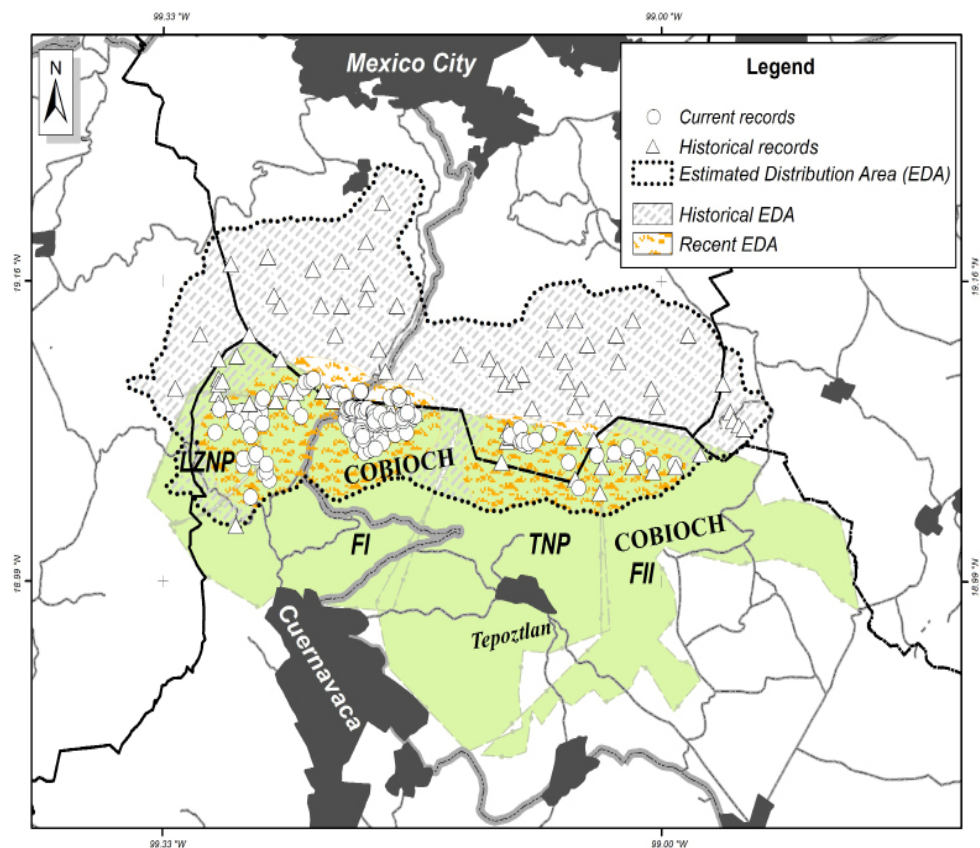 99.33 °W
99.00 °W
N
Mexico City
Legend
Current records
Historical records
Estimated Distribution Area (EDA)
Historical EDA
Recent EDA
19.16 °N
19.16 °N
LZNP
COBIOCH
FI
TNP
COBIOCH
FII
18.99 °N
18.99 °N
Tepoztlan
Cuernavaca
99.33 °W
99.00 °W